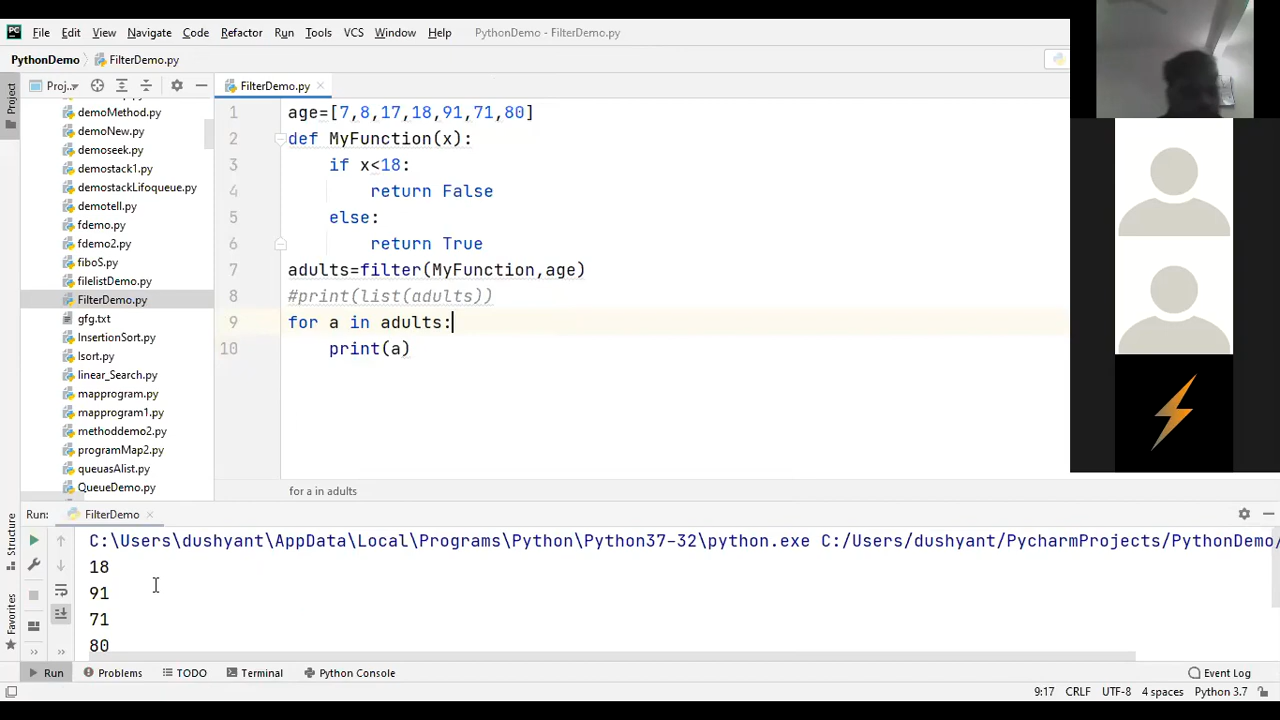 PC File Edit View Navigate Code Refactor Run Tools VCS Window Help PythonDemo - FilterDemo.py
PythonDemo FilterDemo.py
Project
Proj...
FilterDemo.py
demoMethod.py
demoNew.py
demoseek.py
demostack1.py
demostackLifoqueue.py
demotell.py
fdemo.py
fdemo2.py
fiboS.py
filelistDemo.py
FilterDemo.py
gfg.txt
InsertionSort.py
Isort.py
linear_Search.py
mapprogram.py
mapprogram1.py
methoddemo2.py
programMap2.py
queuasAlist.py
QueueDemo.py
1 age=[7,8,17,18,91,71,80]
2 def MyFunction(x):
3 if x<18:
4 return False
5 else:
6 return True
7 adults=filter(MyFunction,age)
8 #print(list(adults))
9 for a in adults:
10 print(a)
for a in adults
Structure
Favorites
Run: FilterDemo
C:\Users\dushyant\AppData\Local\Programs\Python\Python37-32\python.exe C:/Users/dushyant/PycharmProjects/PythonDemo/
18
91
71
80
Run Problems TODO Terminal Python Console Event Log
9:17 CRLF UTF-8 4 spaces Python 3.7